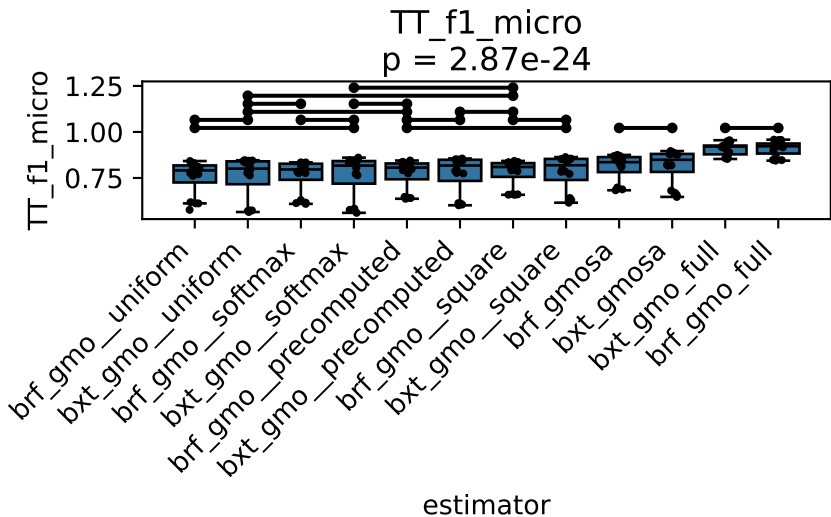 TT_f1_micro
p = 2.87e-24
TT_f1_micro
1.25
1.00
0.75
brf_gmo__uniform
bxt_gmo__uniform
brf_gmo__softmax
bxt_gmo__softmax
brf_gmo__precomputed
bxt_gmo__precomputed
brf_gmo__square
bxt_gmo__square
brf_gmosa
bxt_gmosa
bxt_gmo_full
brf_gmo_full
estimator